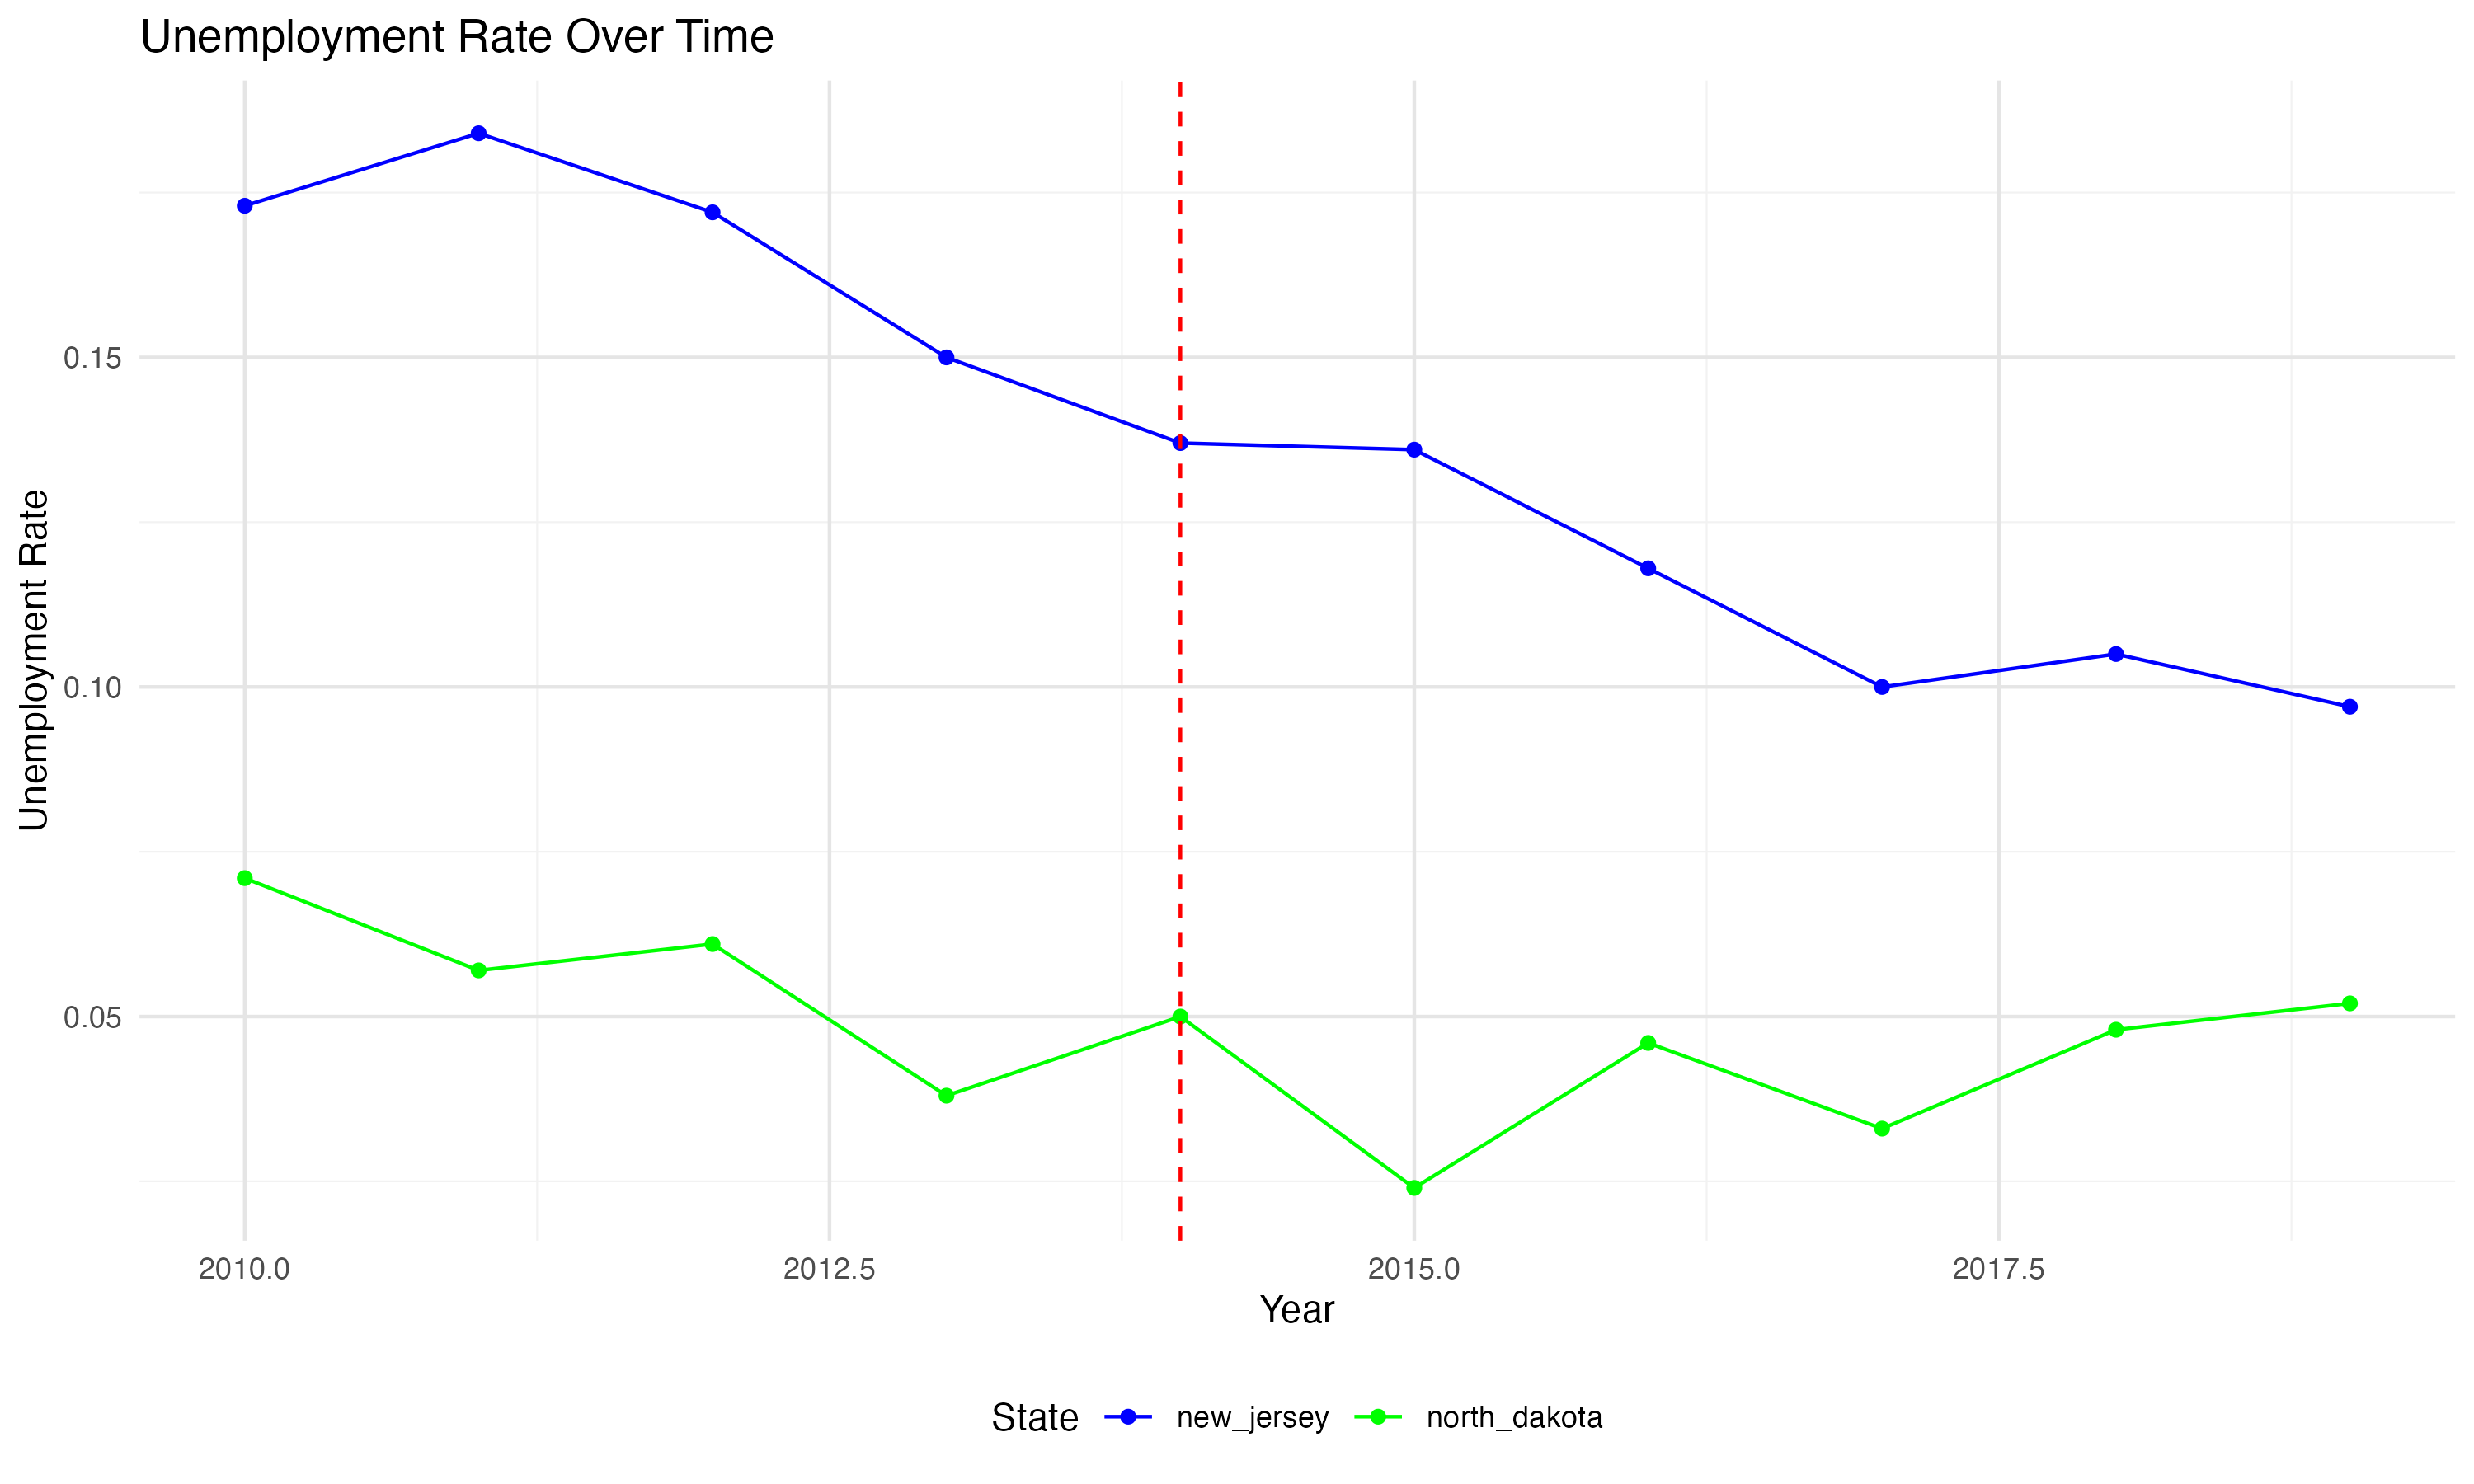 Unemployment Rate Over Time
Unemployment Rate
0.15
0.10
0.05
2010.0 2012.5 2015.0 2017.5
Year
State new_jersey north_dakota